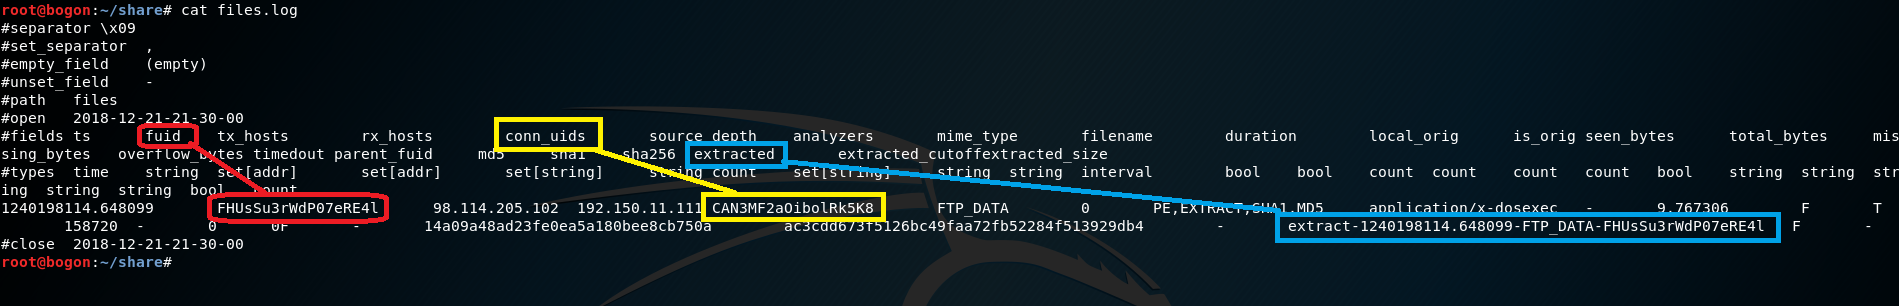 root@bogon:~/share# cat files.log
#separator \x09
#set_separator	,
#empty_field	(empty)
#unset_field	-
#path	files
#open	2018-12-21-21-30-00
#fields	ts	fuid	tx_hosts	rx_hosts	conn_uids	source	depth	analyzers	mime_type	filename	duration	local_orig	is_orig	seen_bytes	total_bytes	mis
sing_bytes	overflow_bytes	timedout	parent_fuid	md5	sha1	sha256	extracted	extracted_cutoff	extracted_size
#types	time	string	set[addr]	set[addr]	set[string]	string	count	set[string]	string	string	interval	bool	bool	count	count	count	count	bool	string	string	str
ing	string	string	bool	count
1240198114.648099	FHUsSu3rWdP07eRE4l	98.114.205.102	192.150.11.111	CAN3MF2aOibolRk5K8	FTP_DATA	0	PE,EXTRACT,SHA1,MD5	application/x-dosexec	-	9.767306	F	T
158720	-	0	0	F	-	14a09a48ad23fe0ea5a180bee8cb750a	ac3cdd673f5126bc49faa72fb52284f513929db4	-	extract-1240198114.648099-FTP_DATA-FHUsSu3rWdP07eRE4l	F	-
#close	2018-12-21-21-30-00
root@bogon:~/share#